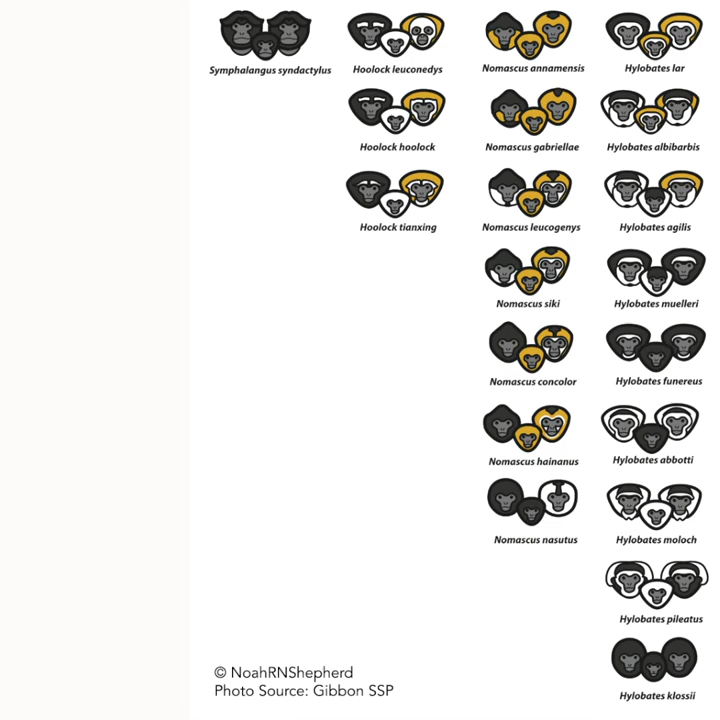 Symphalangus syndactylus
Hoolock leuconedys
Nomascus annamensis
Hylobates lar
Hoolock hoolock
Nomascus gabriellae
Hylobates albibarbis
Hoolock tianxing
Nomascus leucogenys
Hylobates agilis
Nomascus siki
Hylobates muelleri
Nomascus concolor
Hylobates funereus
Nomascus hainanus
Hylobates abbotti
Nomascus nasutus
Hylobates moloch
Hylobates pileatus
Hylobates klossii
© NoahRNShepherd
Photo Source: Gibbon SSP